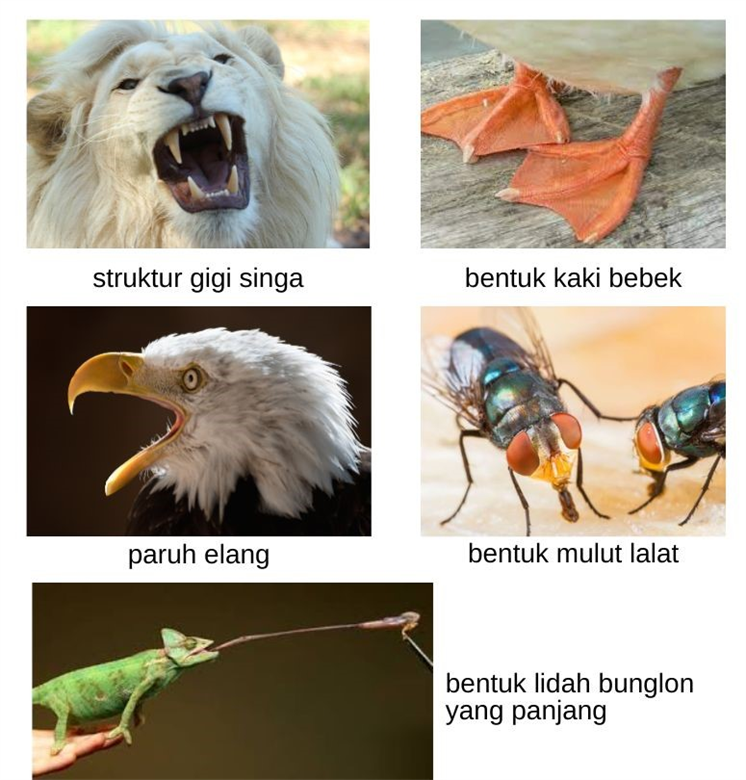 struktur gigi singa
bentuk kaki bebek
paruh elang
bentuk mulut lalat
bentuk lidah bunglon
yang panjang